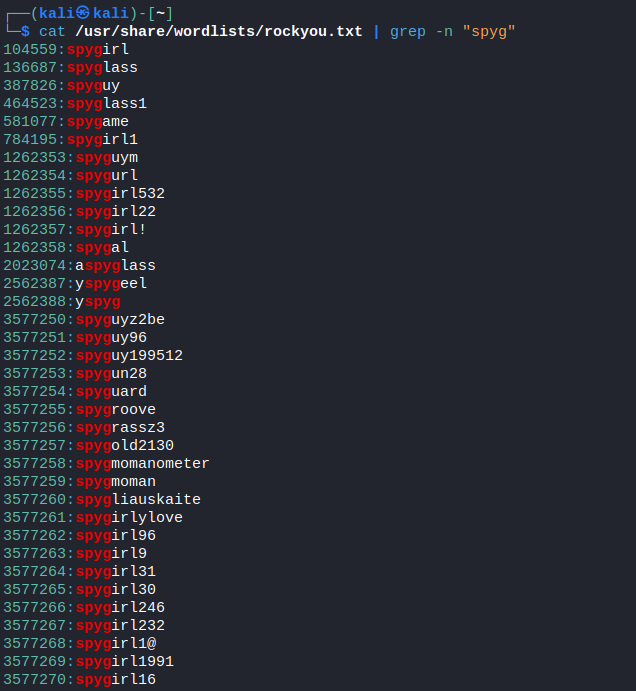 ┌──(kali㉿kali)-[~]
└─$ cat /usr/share/wordlists/rockyou.txt | grep -n "spyg"
104559:spygirl
136687:spyglass
387826:spyguy
464523:spyglass1
581077:spygame
784195:spygirl1
1262353:spyguym
1262354:spygurl
1262355:spygirl532
1262356:spygirl22
1262357:spygirl!
1262358:spygal
2023074:aspyglass
2562387:yspygeel
2562388:yspyg
3577250:spyguyz2be
3577251:spyguy96
3577252:spyguy199512
3577253:spygun28
3577254:spyguard
3577255:spygroove
3577256:spygrassz3
3577257:spygold2130
3577258:spygmomanometer
3577259:spygmoman
3577260:spygliauskaite
3577261:spygirlylove
3577262:spygirl96
3577263:spygirl9
3577264:spygirl31
3577265:spygirl30
3577266:spygirl246
3577267:spygirl232
3577268:spygirl1@
3577269:spygirl1991
3577270:spygirl16